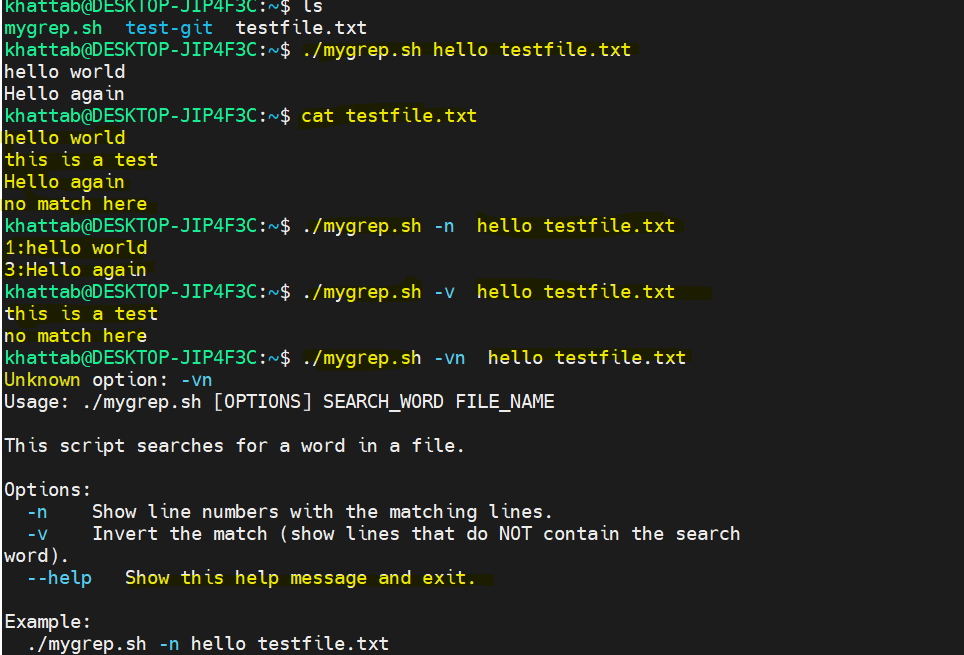 khattab@DESKTOP-JIP4F3C:~$ ls
mygrep.sh  test-git  testfile.txt
khattab@DESKTOP-JIP4F3C:~$ ./mygrep.sh hello testfile.txt
hello world
Hello again
khattab@DESKTOP-JIP4F3C:~$ cat testfile.txt
hello world
this is a test
Hello again
no match here
khattab@DESKTOP-JIP4F3C:~$ ./mygrep.sh -n  hello testfile.txt
1:hello world
3:Hello again
khattab@DESKTOP-JIP4F3C:~$ ./mygrep.sh -v  hello testfile.txt
this is a test
no match here
khattab@DESKTOP-JIP4F3C:~$ ./mygrep.sh -vn  hello testfile.txt
Unknown option: -vn
Usage: ./mygrep.sh [OPTIONS] SEARCH_WORD FILE_NAME

This script searches for a word in a file.

Options:
  -n    Show line numbers with the matching lines.
  -v    Invert the match (show lines that do NOT contain the search
word).
  --help   Show this help message and exit.

Example:
  ./mygrep.sh -n hello testfile.txt